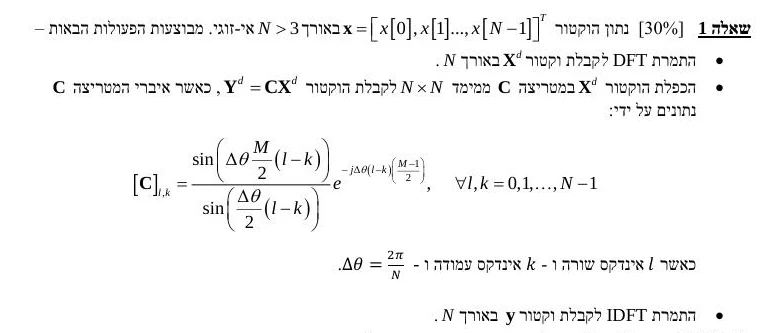 שאלה 1 [30%] נתון הוקטור x = [x[0], x[1]..., x[N−1]]^T באורך N > 3 אי-זוגי. מבוצעות הפעולות הבאות –
• התמרת DFT לקבלת וקטור X^d באורך N.
• הכפלת הוקטור X^d במטריצה C ממימד N×N לקבלת הוקטור Y^d = CX^d, כאשר איברי המטריצה C
נתונים על ידי:
[C]_{l,k} = sin(Δθ M/2 (l−k)) / sin(Δθ/2 (l−k)) e^{−jΔθ(l−k)((M−1)/2)}, ∀l,k = 0,1,…,N−1
כאשר l אינדקס שורה ו - k אינדקס עמודה ו - Δθ = 2π/N.
• התמרת IDFT לקבלת וקטור y באורך N.